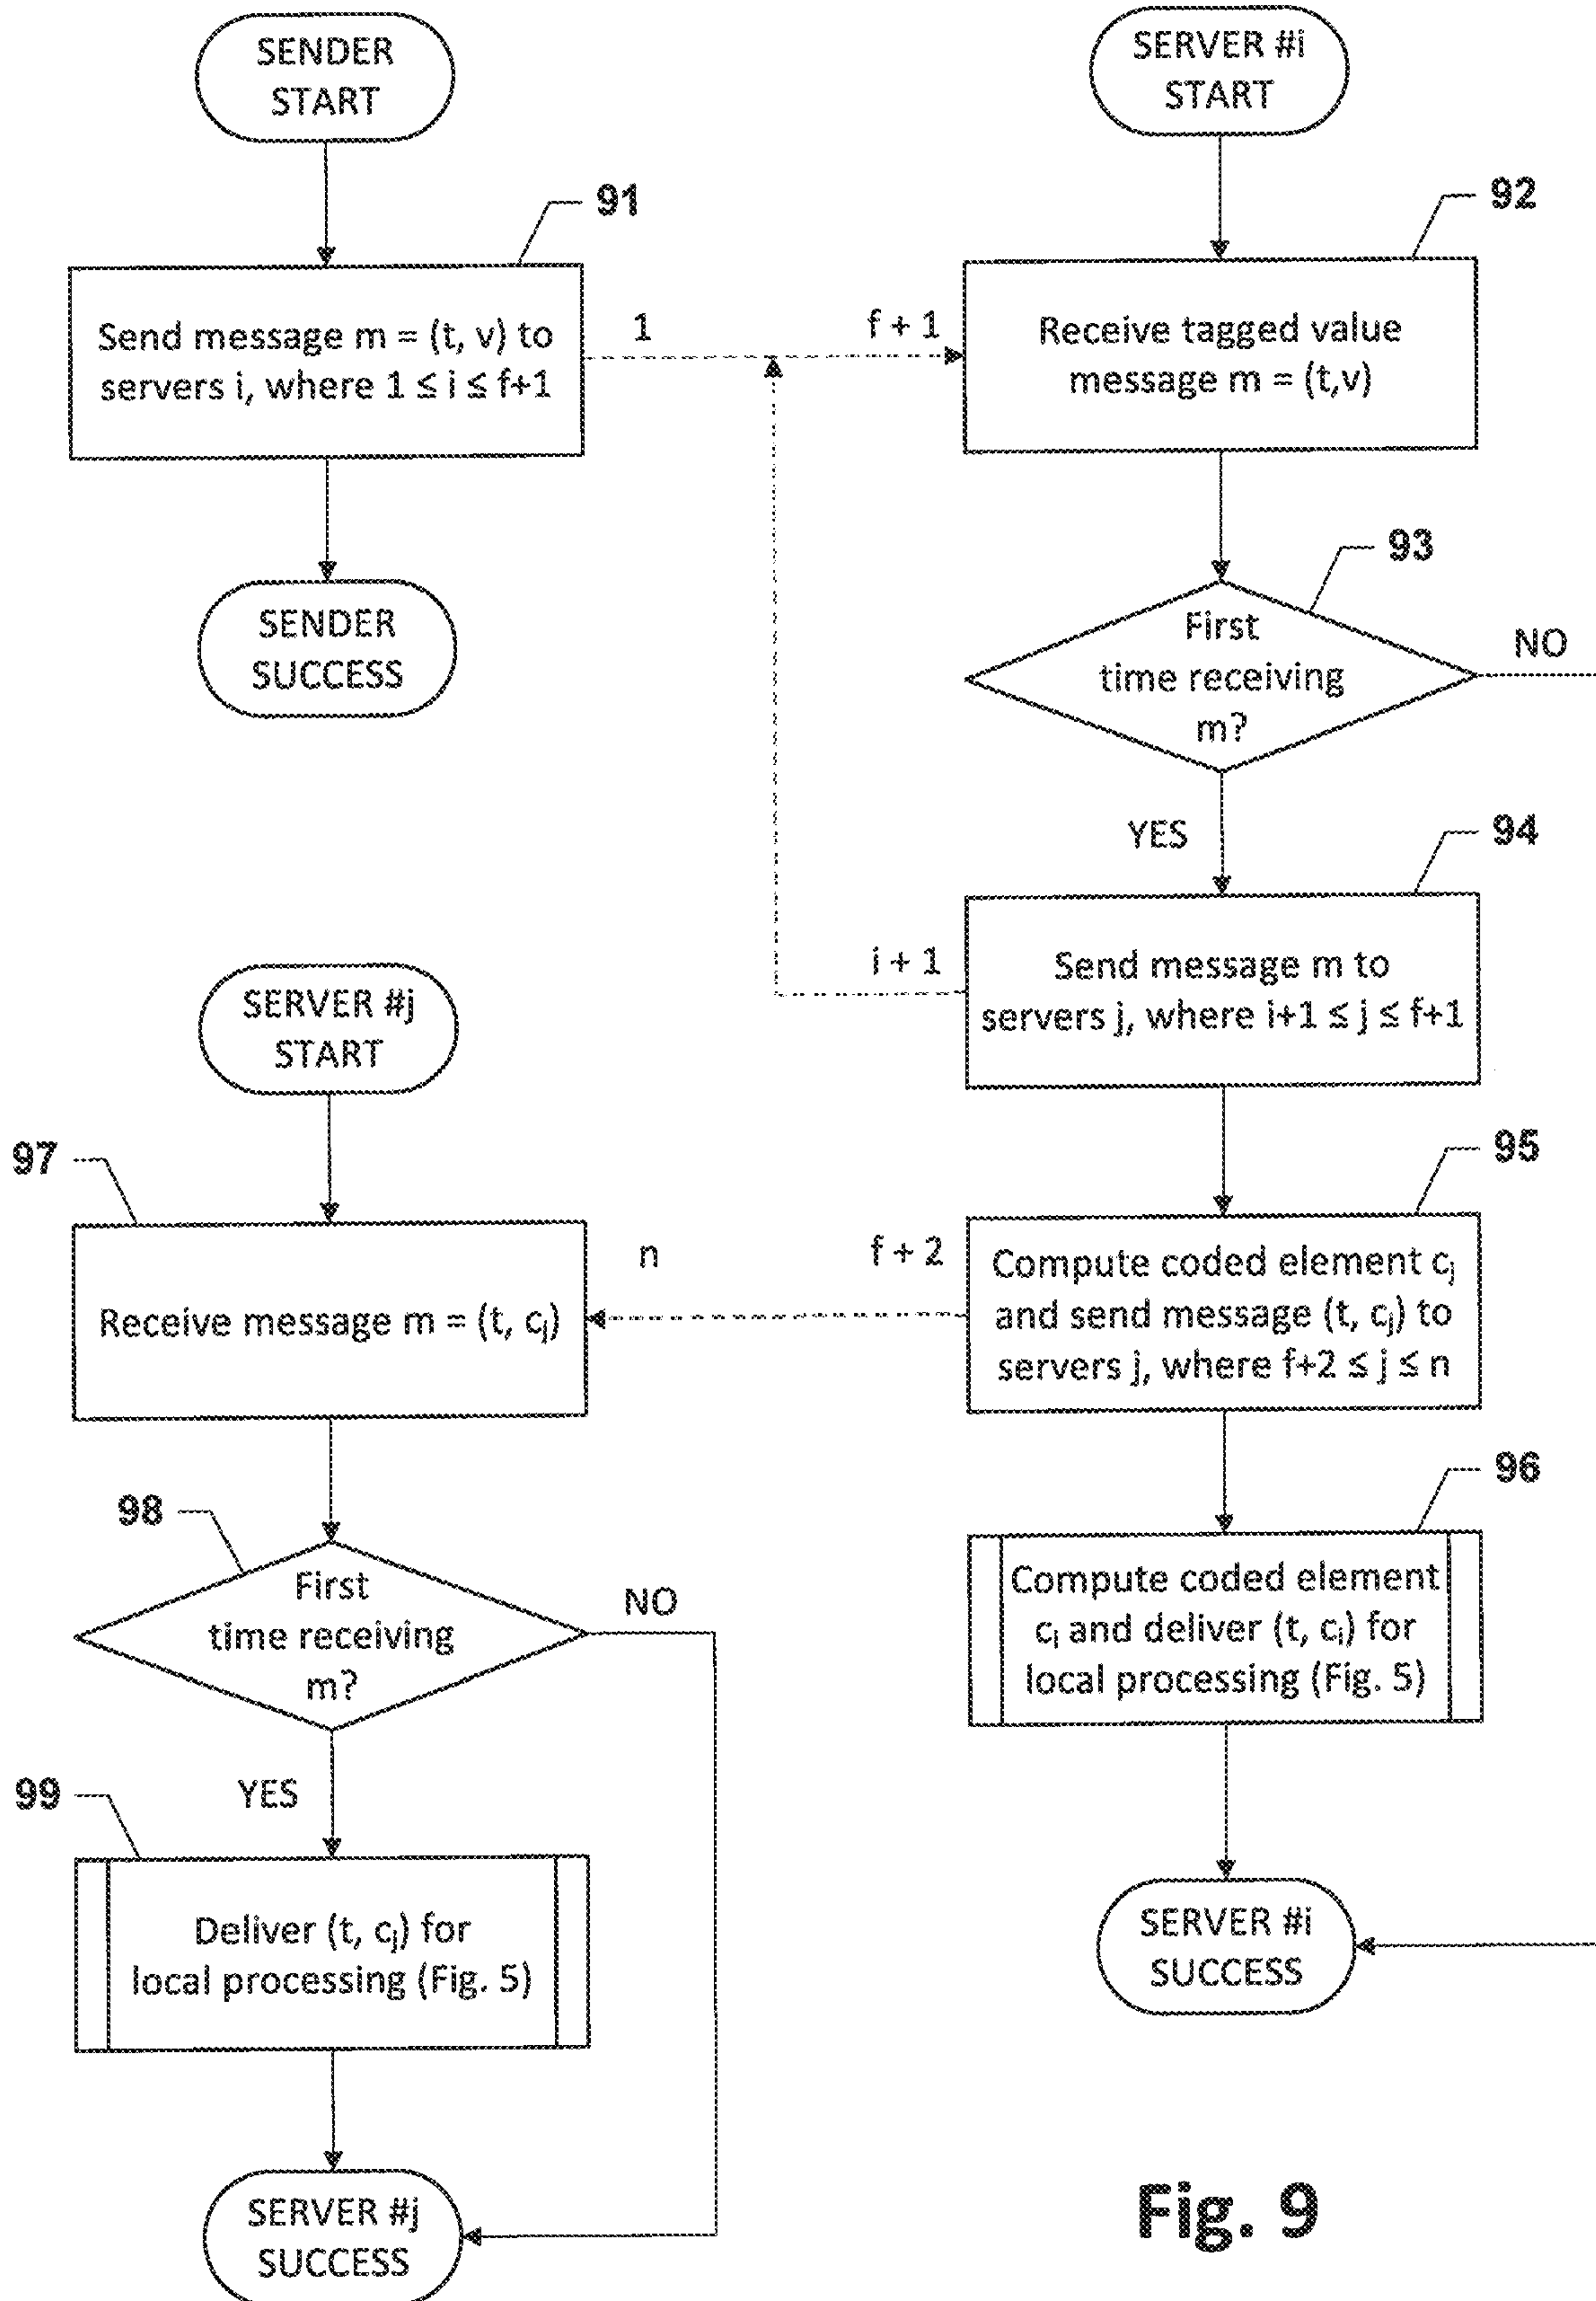 SENDER
START
91
Send message m = (t, v) to
servers i, where 1 ≤ i ≤ f+1
1
f + 1
SENDER
SUCCESS
SERVER #i
START
92
Receive tagged value
message m = (t,v)
93
First
time receiving
m?
NO
YES
94
Send message m to
servers j, where i+1 ≤ j ≤ f+1
i + 1
95
Compute coded element cj
and send message (t, cj) to
servers j, where f+2 ≤ j ≤ n
f + 2
n
96
Compute coded element
ci and deliver (t, ci) for
local processing (Fig. 5)
SERVER #i
SUCCESS
SERVER #j
START
97
Receive message m = (t, cj)
98
First
time receiving
m?
NO
YES
99
Deliver (t, cj) for
local processing (Fig. 5)
SERVER #j
SUCCESS
Fig. 9